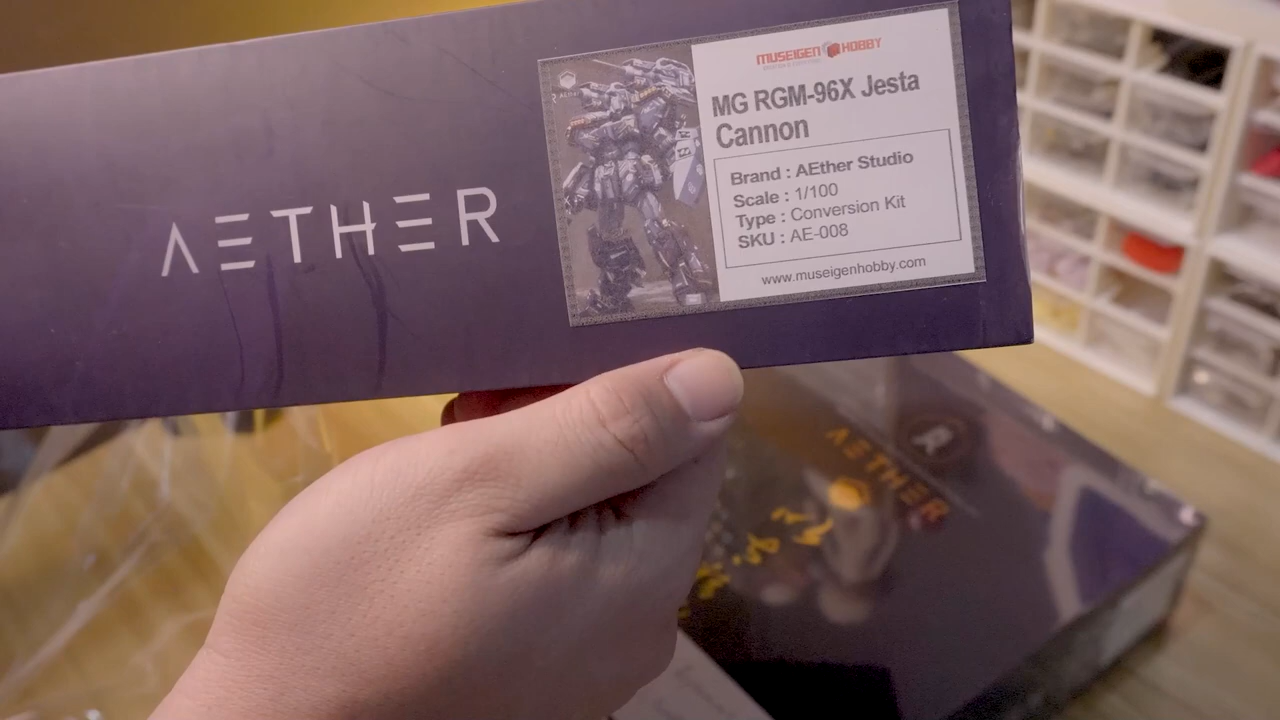 AETHER
MUSEIGEN HOBBY
MG RGM-96X Jesta
Cannon
Brand : AEther Studio
Scale : 1/100
Type : Conversion Kit
SKU : AE-008
www.museigenhobby.com
AETHER